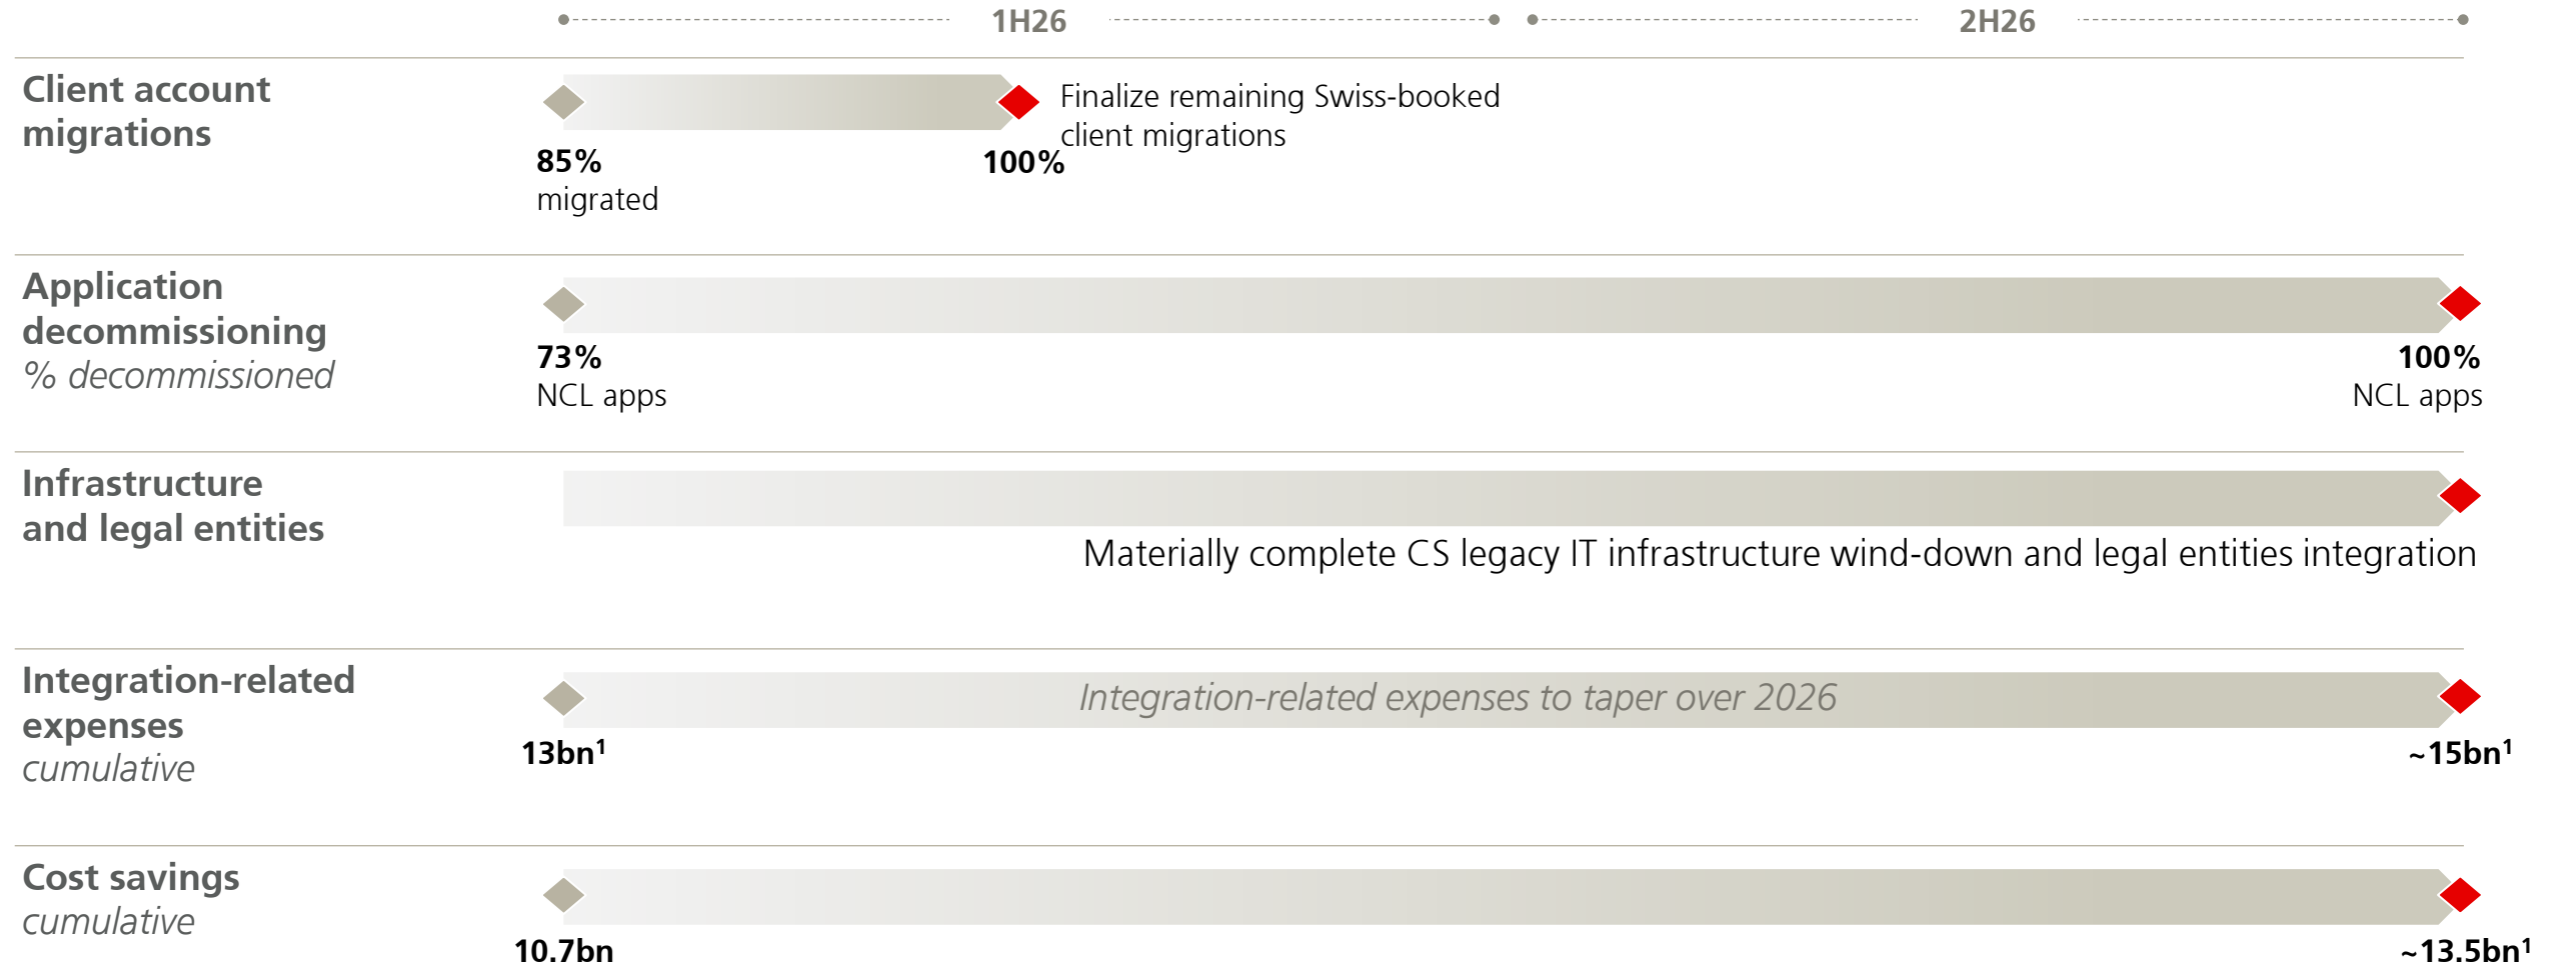 1H26
2H26
Client account
migrations
Finalize remaining Swiss-booked
client migrations
85%
migrated
100%
Application
decommissioning
% decommissioned
73%
NCL apps
100%
NCL apps
Infrastructure
and legal entities
Materially complete CS legacy IT infrastructure wind-down and legal entities integration
Integration-related
expenses
cumulative
Integration-related expenses to taper over 2026
13bn¹
~15bn¹
Cost savings
cumulative
10.7bn
~13.5bn¹